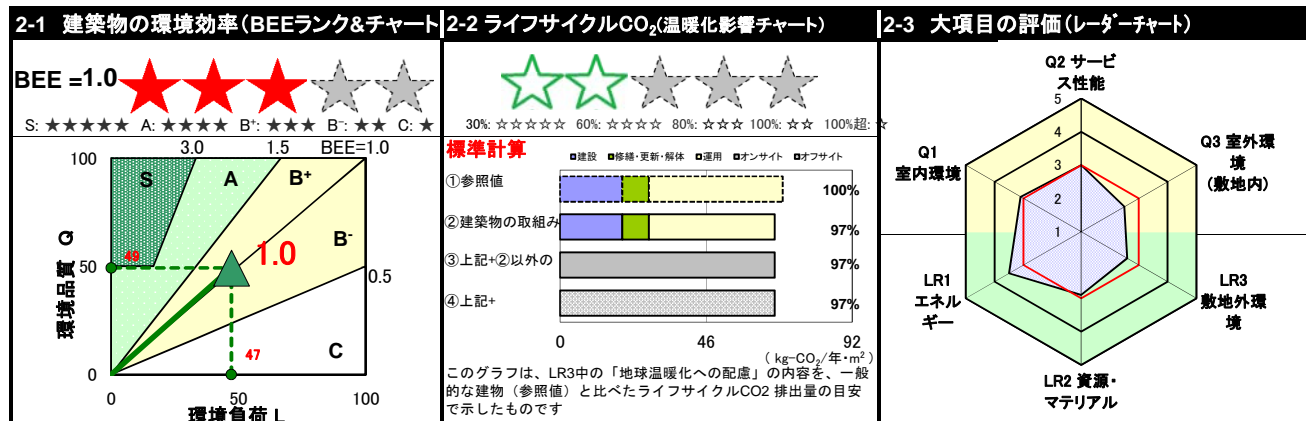 2-1 建築物の環境効率(BEEランク&チャート
BEE =1.0
S: ★★★★★ A: ★★★★ B+: ★★★ B-: ★★ C: ★
3.0 1.5 BEE=1.0
100
S A B+
環境品質 Q
49
1.0
B-
50
0.5
47
C
0
0 50 100
環境負荷 L
2-2 ライフサイクルCO2(温暖化影響チャート)
30%: ☆☆☆☆☆ 60%: ☆☆☆☆ 80%: ☆☆☆ 100%: ☆☆ 100%超: ☆
標準計算
■建設 ■修繕・更新・解体 □運用 ■オンサイト ■オフサイト
①参照値 100%
②建築物の取組み 97%
③上記+②以外の 97%
④上記+ 97%
0 46 92
( kg-CO2/年・m2 )
このグラフは、LR3中の「地球温暖化への配慮」の内容を、一般
的な建物(参照値)と比べたライフサイクルCO2 排出量の目安
で示したものです
2-3 大項目の評価(レーダーチャート)
Q2 サービ
ス性能
5
4
3
2
1
Q1
室内環境
Q3 室外環
境
(敷地内)
LR1
エネル
ギー
LR3
敷地外環
境
LR2 資源・
マテリアル